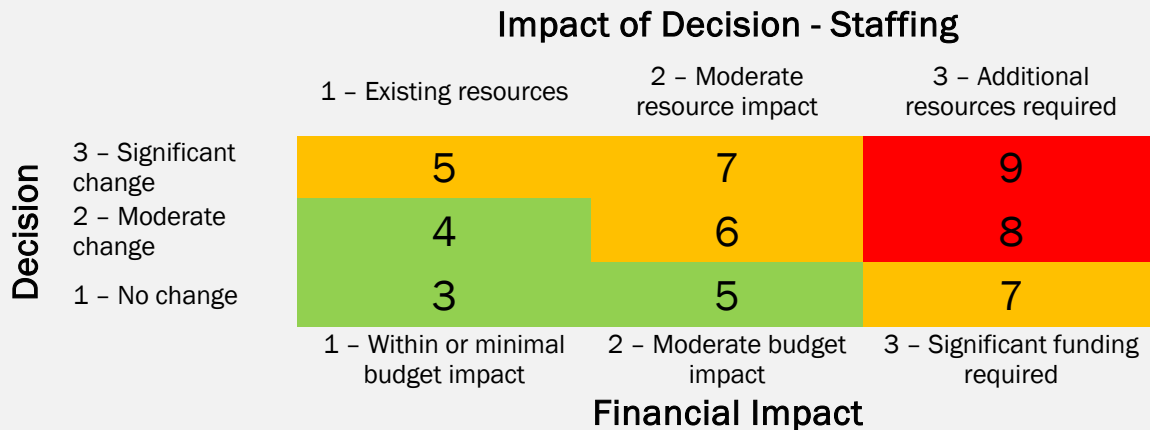 Impact of Decision - Staffing
1 – Existing resources
2 – Moderate
resource impact
3 – Additional
resources required
Decision
3 – Significant
change
5
7
9
2 – Moderate
change
4
6
8
1 – No change
3
5
7
1 – Within or minimal
budget impact
2 – Moderate budget
impact
3 – Significant funding
required
Financial Impact